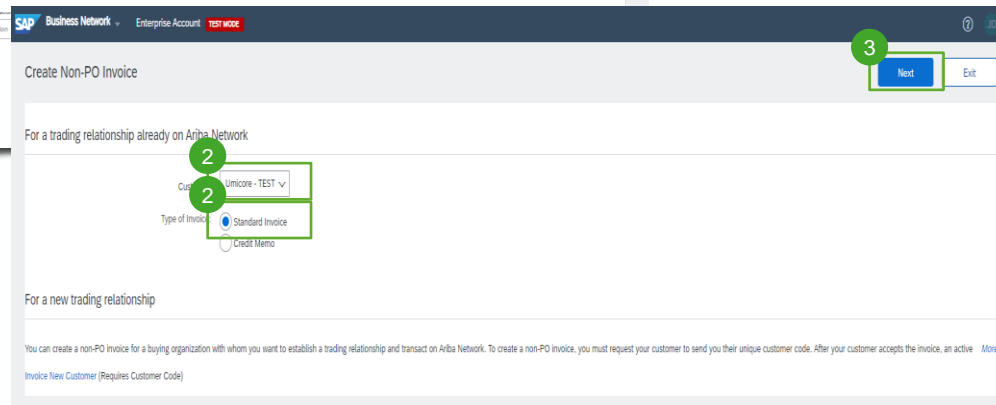 SAP Business Network Enterprise Account TEST MODE
3
Create Non-PO Invoice Next Exit
For a trading relationship already on Ariba Network
2
Umicore - TEST
2
Type of Invoice: Standard Invoice
Credit Memo
For a new trading relationship
You can create a non-PO invoice for a buying organization with whom you want to establish a trading relationship and transact on Ariba Network. To create a non-PO invoice, you must request your customer to send you their unique customer code. After your customer accepts the invoice, an active More
Invoice New Customer (Requires Customer Code)